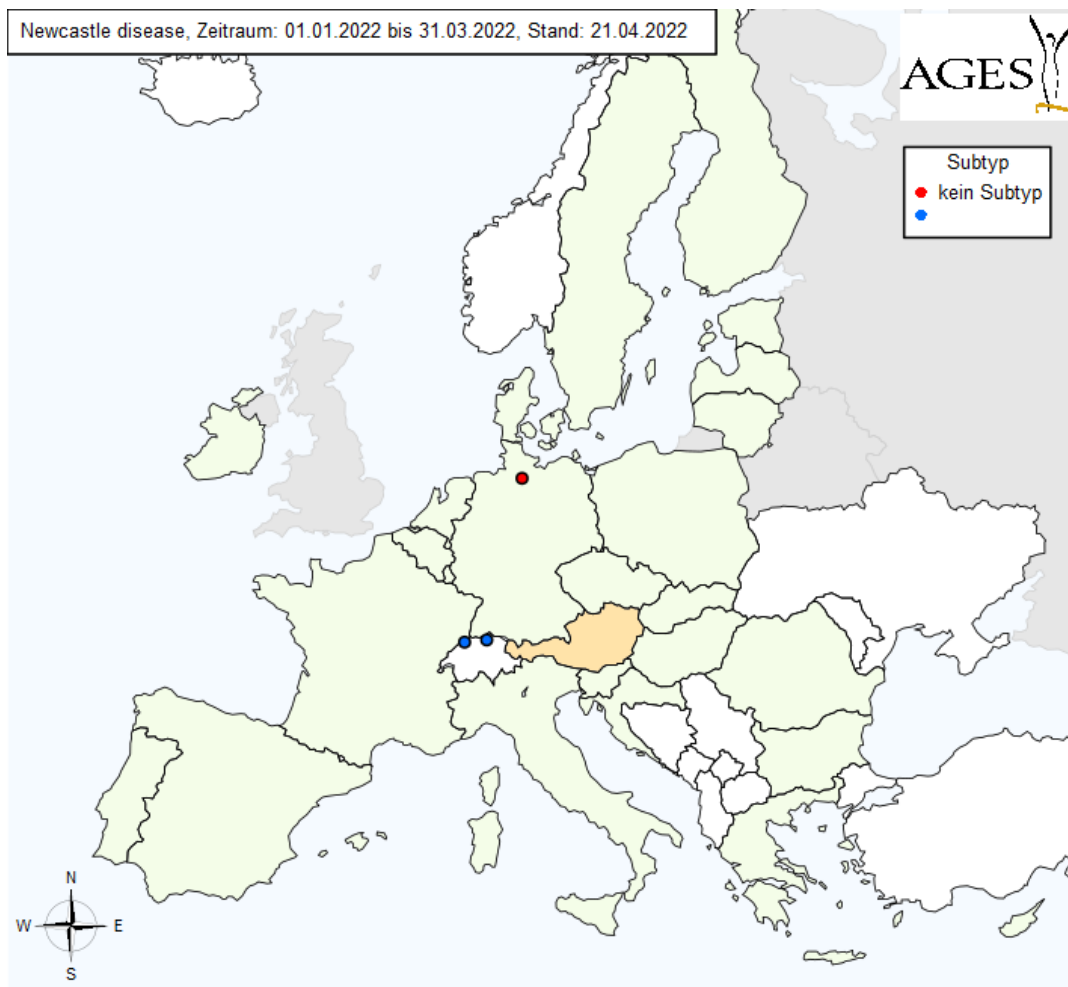 Newcastle disease, Zeitraum: 01.01.2022 bis 31.03.2022, Stand: 21.04.2022
AGES
Subtyp
kein Subtyp
N
W
E
S